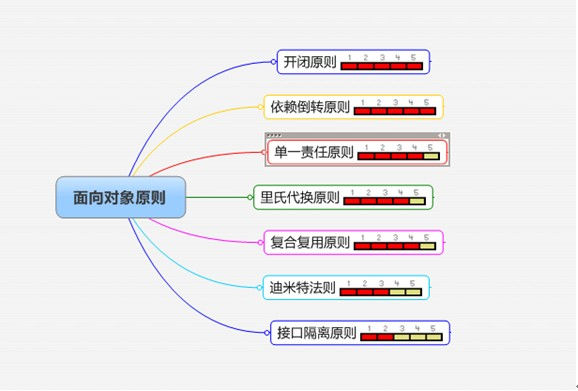 开闭原则 1 2 3 4 5
依赖倒转原则 1 2 3 4 5
单一责任原则 1 2 3 4 5
里氏代换原则 1 2 3 4 5
面向对象原则
复合复用原则 1 2 3 4 5
迪米特法则 1 2 3 4 5
接口隔离原则 1 2 3 4 5